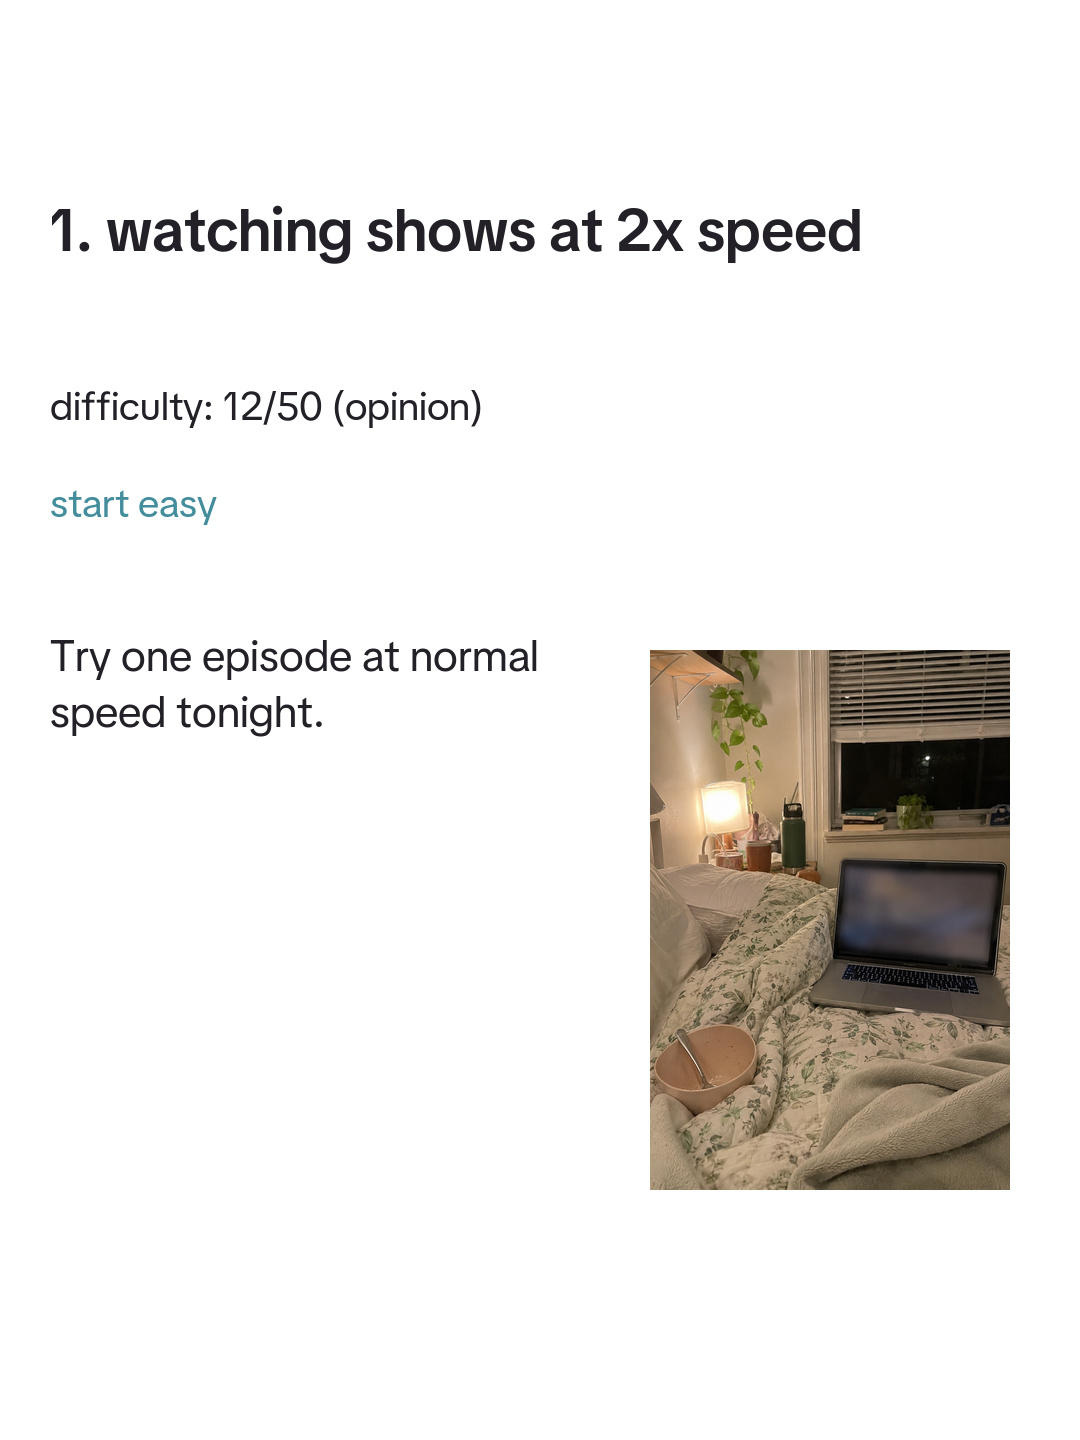 1. watching shows at 2x speed
difficulty: 12/50 (opinion)
start easy
Try one episode at normal
speed tonight.